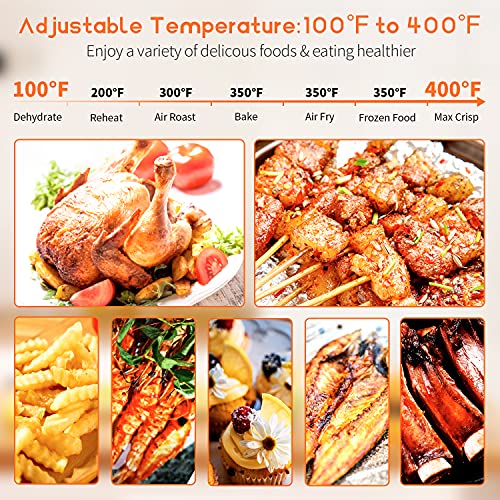 Adjustable Temperature:100°F to 400°F
Enjoy a variety of delicous foods & eating healthier
100°F 200°F 300°F 350°F 350°F 350°F 400°F
Dehydrate Reheat Air Roast Bake Air Fry Frozen Food Max Crisp